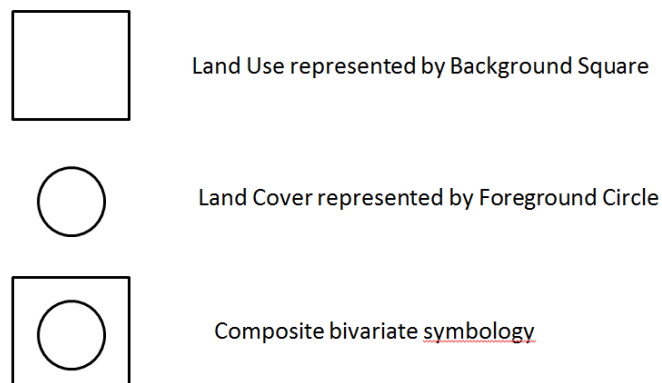 Land Use represented by Background Square
Land Cover represented by Foreground Circle
Composite bivariate symbology